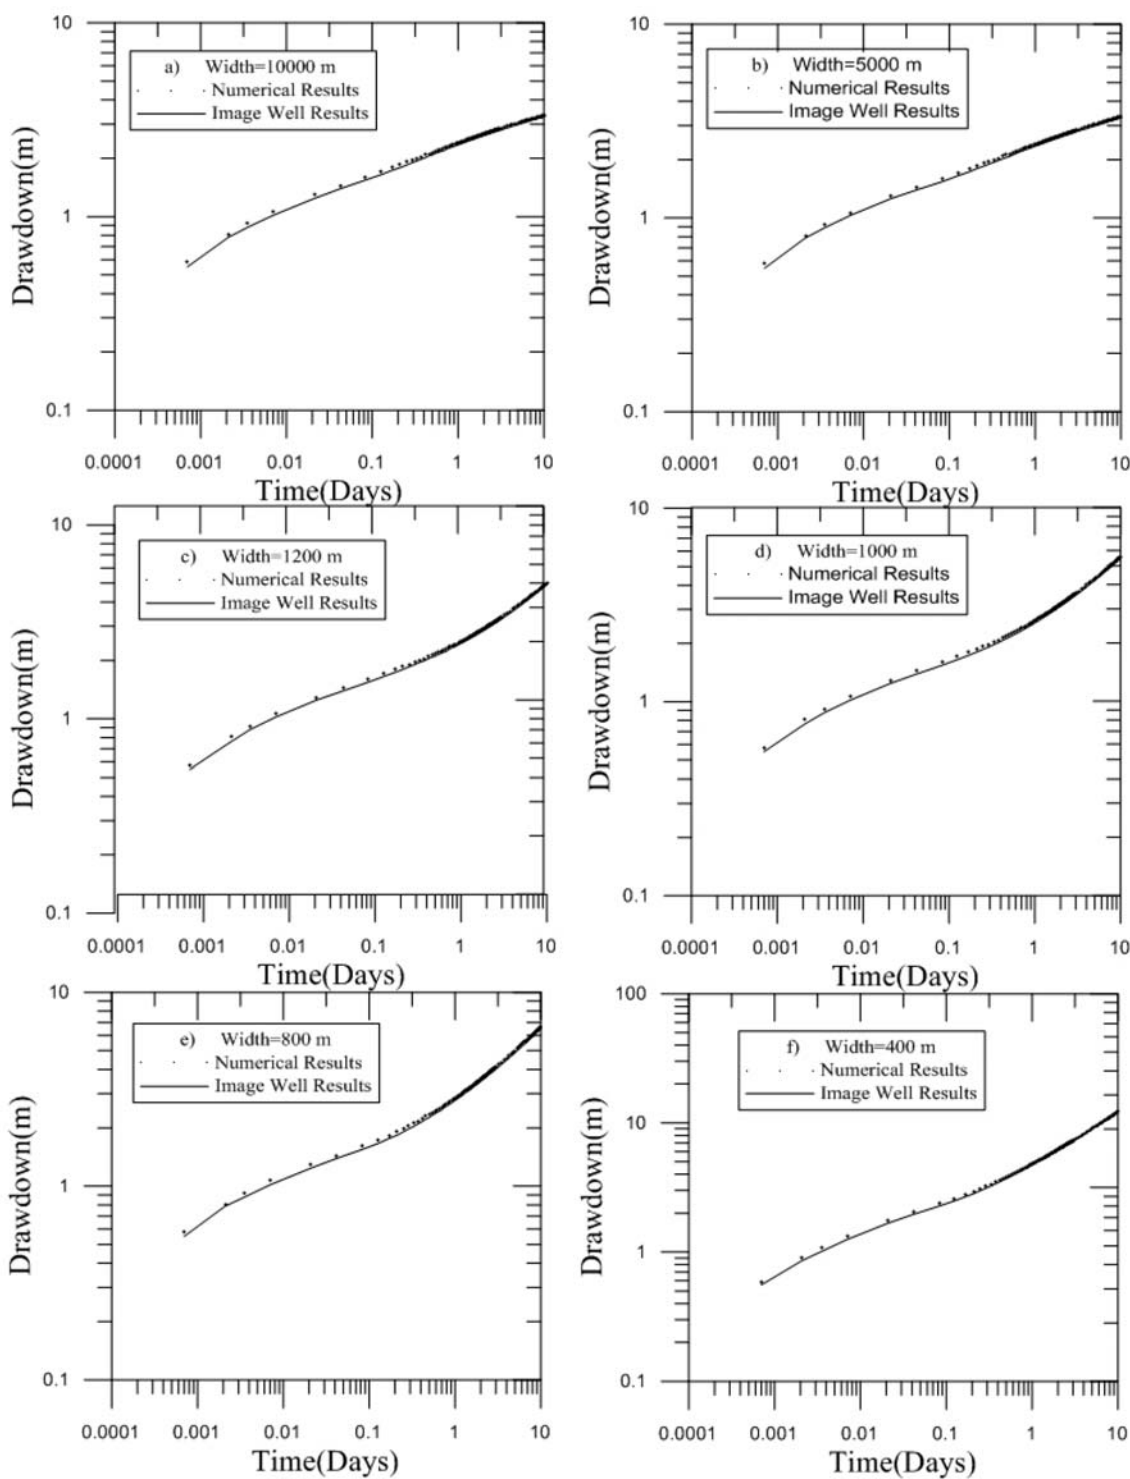 10
a) Width=10000 m
Numerical Results
Image Well Results
Drawdown(m)
1
0.1
0.0001 0.001 0.01 0.1 1 10
Time(Days)
10
b) Width=5000 m
Numerical Results
Image Well Results
Drawdown(m)
1
0.1
0.0001 0.001 0.01 0.1 1 10
Time(Days)
10
c) Width=1200 m
Numerical Results
Image Well Results
Drawdown(m)
1
0.1
0.0001 0.001 0.01 0.1 1 10
Time(Days)
10
d) Width=1000 m
Numerical Results
Image Well Results
Drawdown(m)
1
0.1
0.0001 0.001 0.01 0.1 1 10
Time(Days)
10
e) Width=800 m
Numerical Results
Image Well Results
Drawdown(m)
1
0.1
0.0001 0.001 0.01 0.1 1 10
Time(Days)
100
f) Width=400 m
Numerical Results
Image Well Results
10
Drawdown(m)
1
0.1
0.0001 0.001 0.01 0.1 1 10
Time(Days)